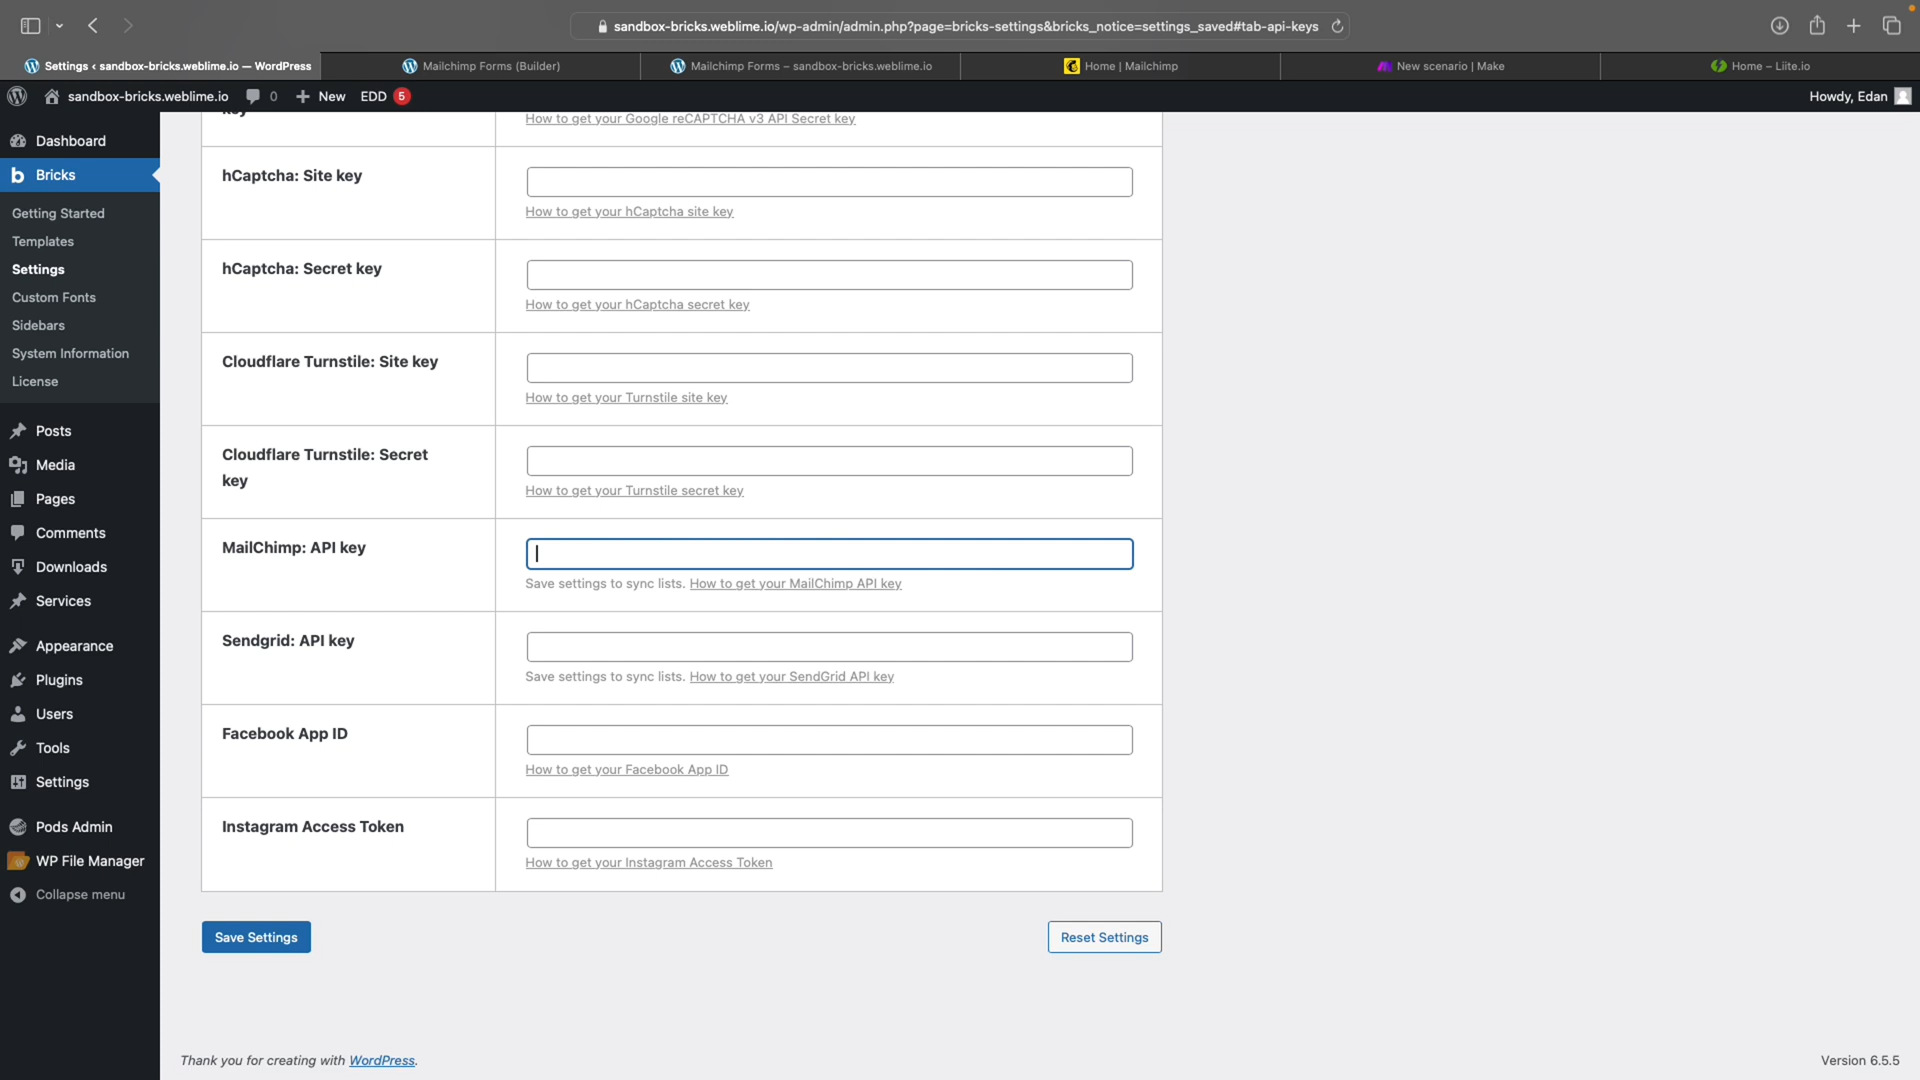 sandbox-bricks.weblime.io/wp-admin/admin.php?page=bricks-settings&bricks_notice=settings_saved#tab-api-keys
Settings ‹ sandbox-bricks.weblime.io — WordPress
Mailchimp Forms (Builder)
Mailchimp Forms – sandbox-bricks.weblime.io
Home | Mailchimp
New scenario | Make
Home – Liite.io
sandbox-bricks.weblime.io
0
New
EDD 5
Howdy, Edan
Dashboard
Bricks
Getting Started
Templates
Settings
Custom Fonts
Sidebars
System Information
License
Posts
Media
Pages
Comments
Downloads
Services
Appearance
Plugins
Users
Tools
Settings
Pods Admin
WP File Manager
Collapse menu
key
How to get your Google reCAPTCHA v3 API Secret key
hCaptcha: Site key
How to get your hCaptcha site key
hCaptcha: Secret key
How to get your hCaptcha secret key
Cloudflare Turnstile: Site key
How to get your Turnstile site key
Cloudflare Turnstile: Secret
key
How to get your Turnstile secret key
MailChimp: API key
Save settings to sync lists. How to get your MailChimp API key
Sendgrid: API key
Save settings to sync lists. How to get your SendGrid API key
Facebook App ID
How to get your Facebook App ID
Instagram Access Token
How to get your Instagram Access Token
Save Settings
Reset Settings
Thank you for creating with WordPress.
Version 6.5.5